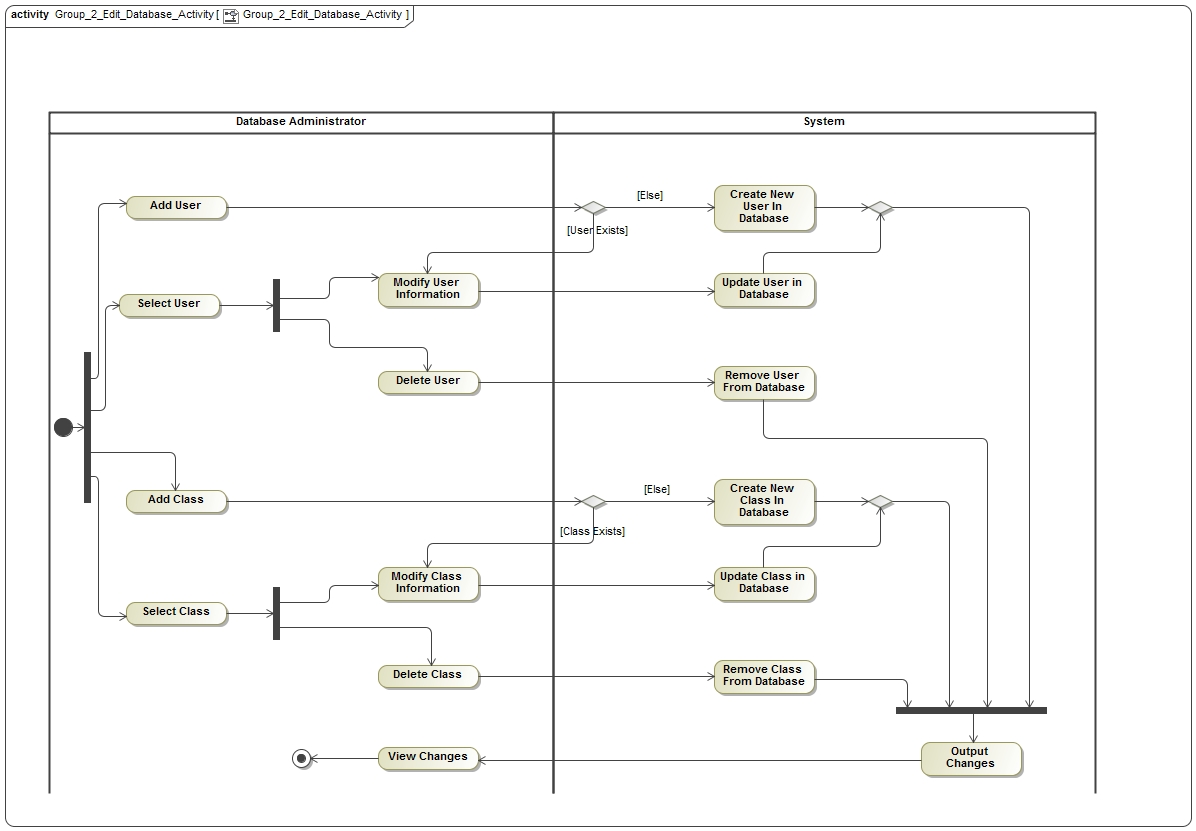 activity Group_2_Edit_Database_Activity [ Group_2_Edit_Database_Activity ]
Database Administrator
System
Add User
[Else]
Create New
User In
Database
[User Exists]
Select User
Modify User
Information
Update User in
Database
Delete User
Remove User
From Database
Add Class
[Else]
Create New
Class In
Database
[Class Exists]
Modify Class
Information
Update Class in
Database
Select Class
Delete Class
Remove Class
From Database
View Changes
Output
Changes